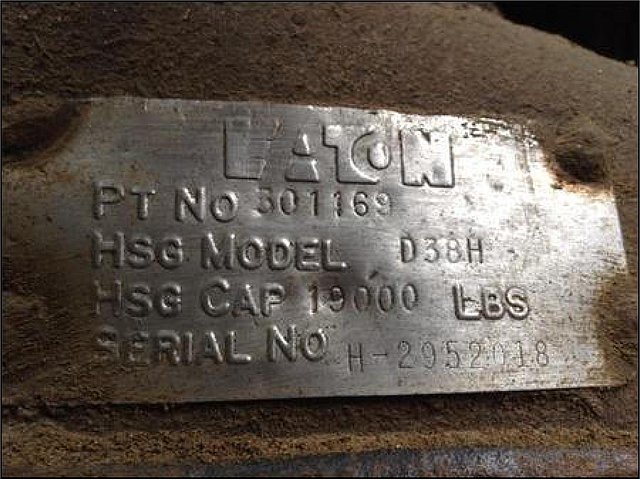 EATON
PT NO 301169
HSG MODEL D38H
HSG CAP 19000 LBS
SERIAL NO H-2952018